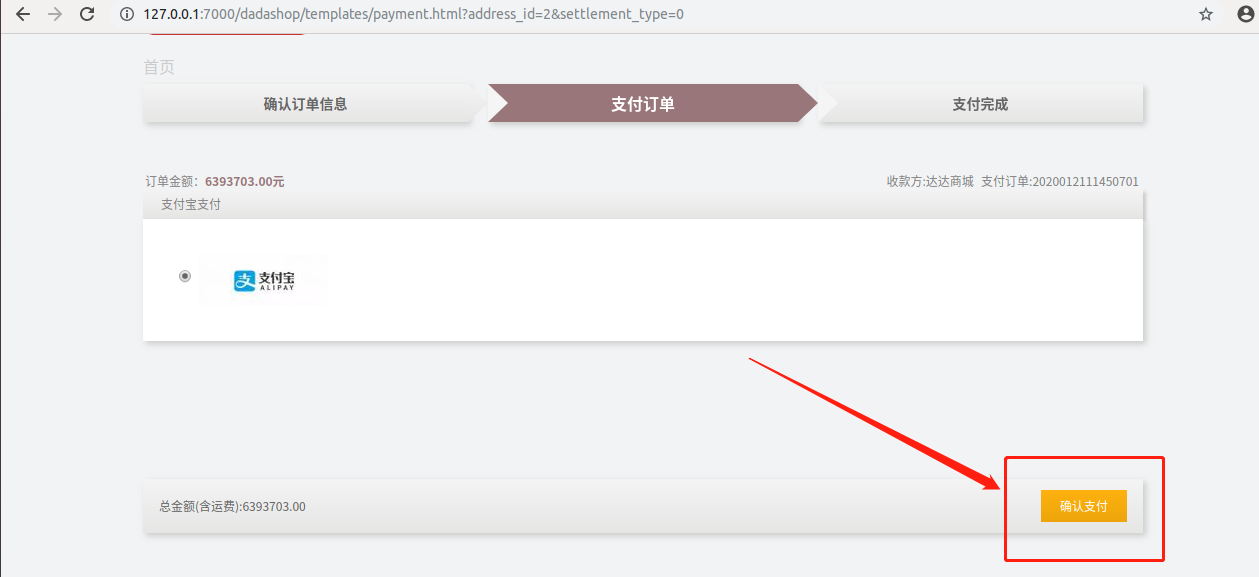 127.0.0.1:7000/dadashop/templates/payment.html?address_id=2&settlement_type=0
首页
确认订单信息 支付订单 支付完成
订单金额：6393703.00元 收款方:达达商城 支付订单:2020012111450701
支付宝支付
支付宝
ALIPAY
总金额(含运费):6393703.00 确认支付